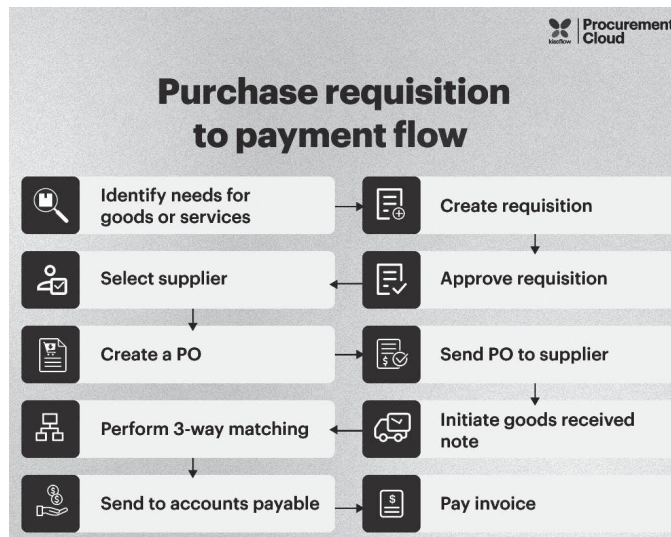 kissflow
Procurement
Cloud
Purchase requisition
to payment flow
Identify needs for
goods or services
Create requisition
Select supplier
Approve requisition
Create a PO
Send PO to supplier
Perform 3-way matching
Initiate goods received
note
Send to accounts payable
Pay invoice